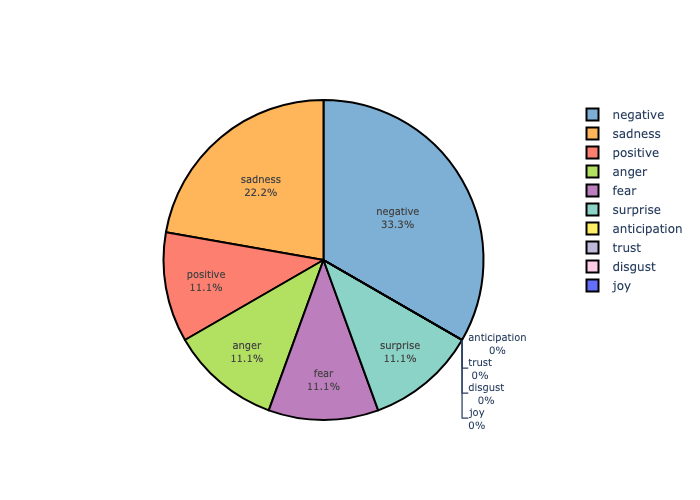 negative
33.3%
sadness
22.2%
positive
11.1%
anger
11.1%
fear
11.1%
surprise
11.1%
anticipation
0%
trust
0%
disgust
0%
joy
0%
negative
sadness
positive
anger
fear
surprise
anticipation
trust
disgust
joy